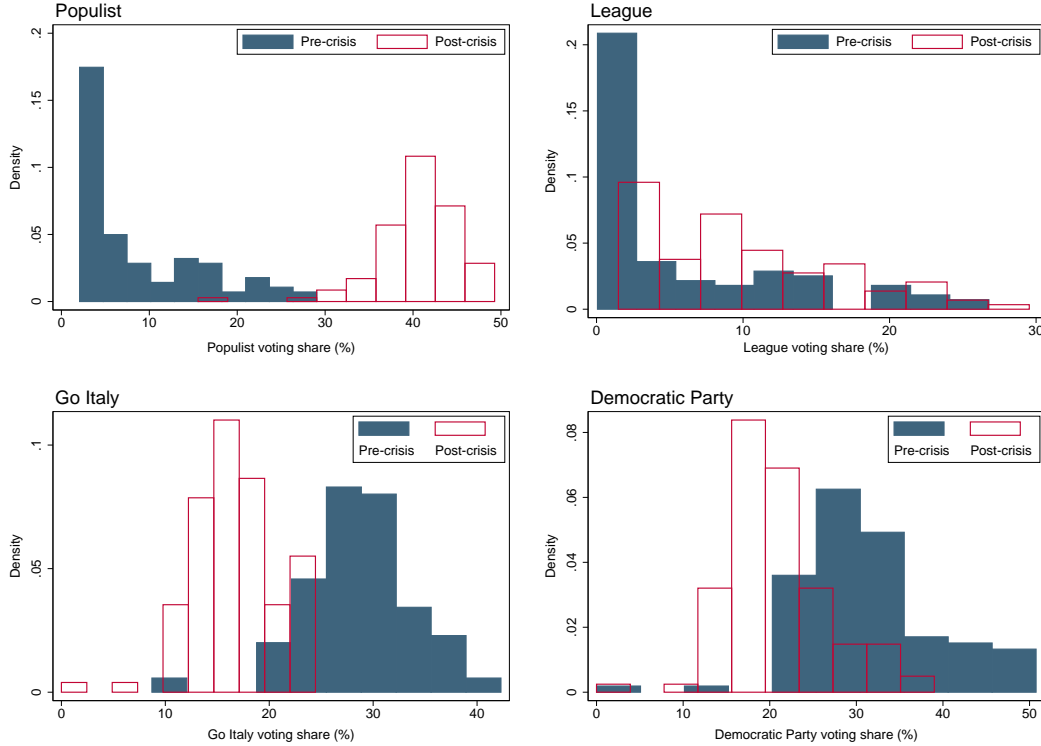 Populist
Pre-crisis Post-crisis
.2
.15
.1
.05
0
Density
0 10 20 30 40 50
Populist voting share (%)
League
Pre-crisis Post-crisis
.2
.15
.1
.05
0
Density
0 10 20 30
League voting share (%)
Go Italy
Pre-crisis Post-crisis
.1
.05
0
Density
0 10 20 30 40
Go Italy voting share (%)
Democratic Party
Pre-crisis Post-crisis
.08
.06
.04
.02
0
Density
0 10 20 30 40 50
Democratic Party voting share (%)